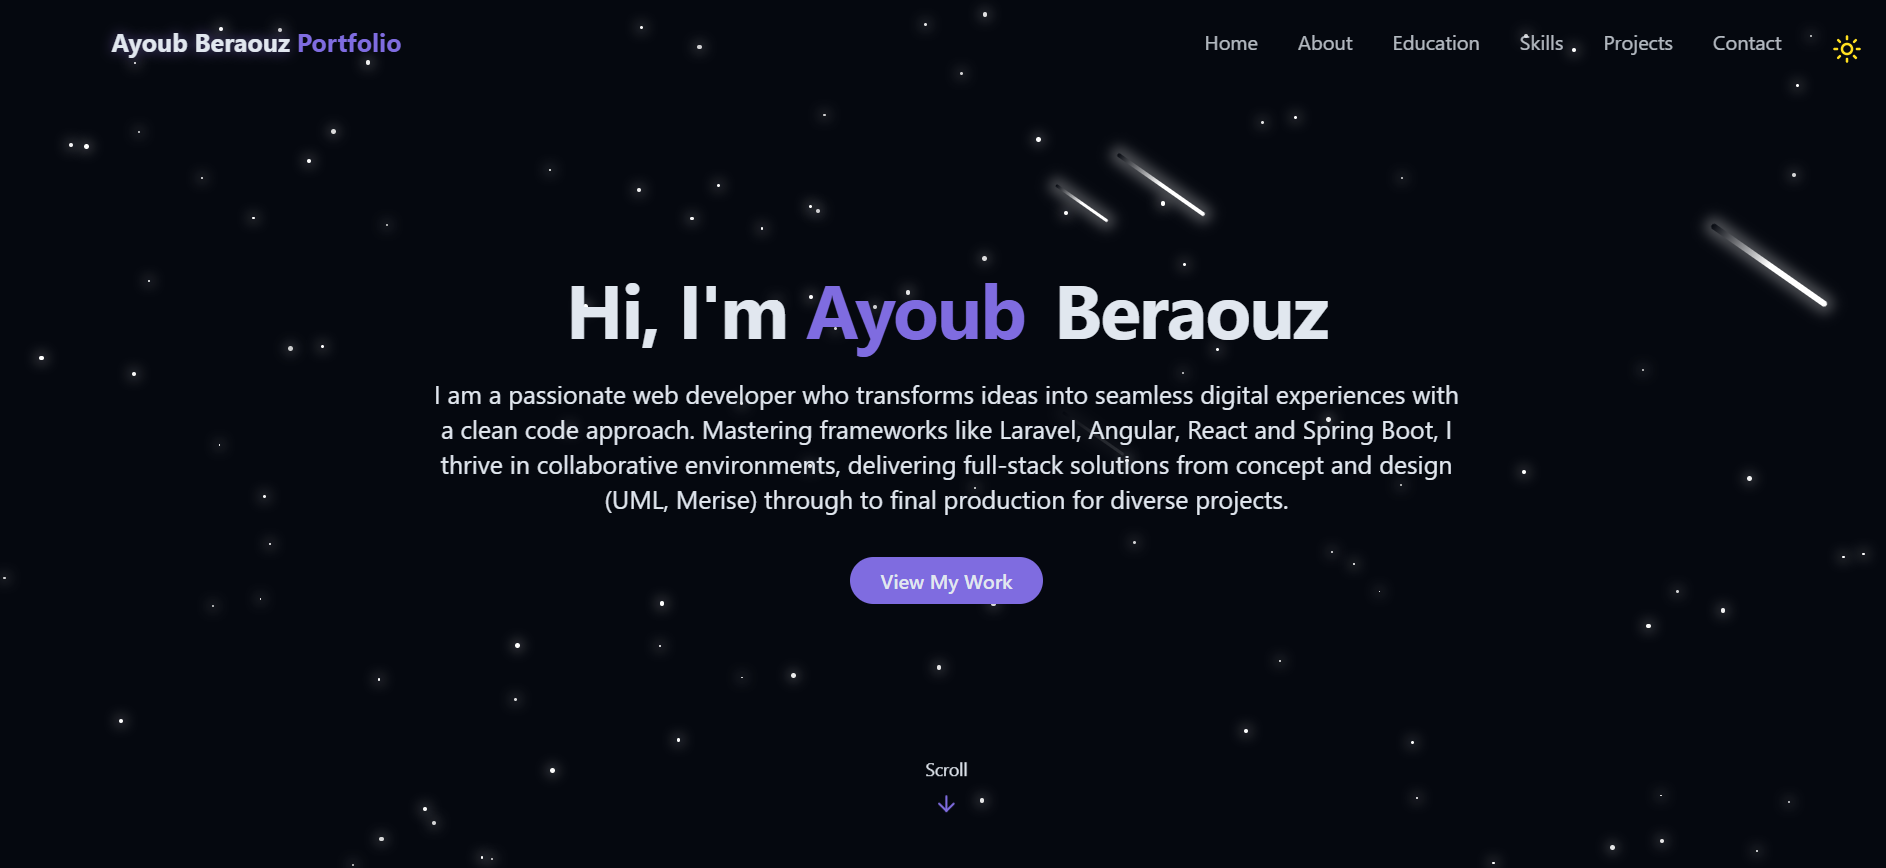 Ayoub Beraouz Portfolio
Home About Education Skills Projects Contact
Hi, I'm Ayoub Beraouz
I am a passionate web developer who transforms ideas into seamless digital experiences with
a clean code approach. Mastering frameworks like Laravel, Angular, React and Spring Boot, I
thrive in collaborative environments, delivering full-stack solutions from concept and design
(UML, Merise) through to final production for diverse projects.
View My Work
Scroll